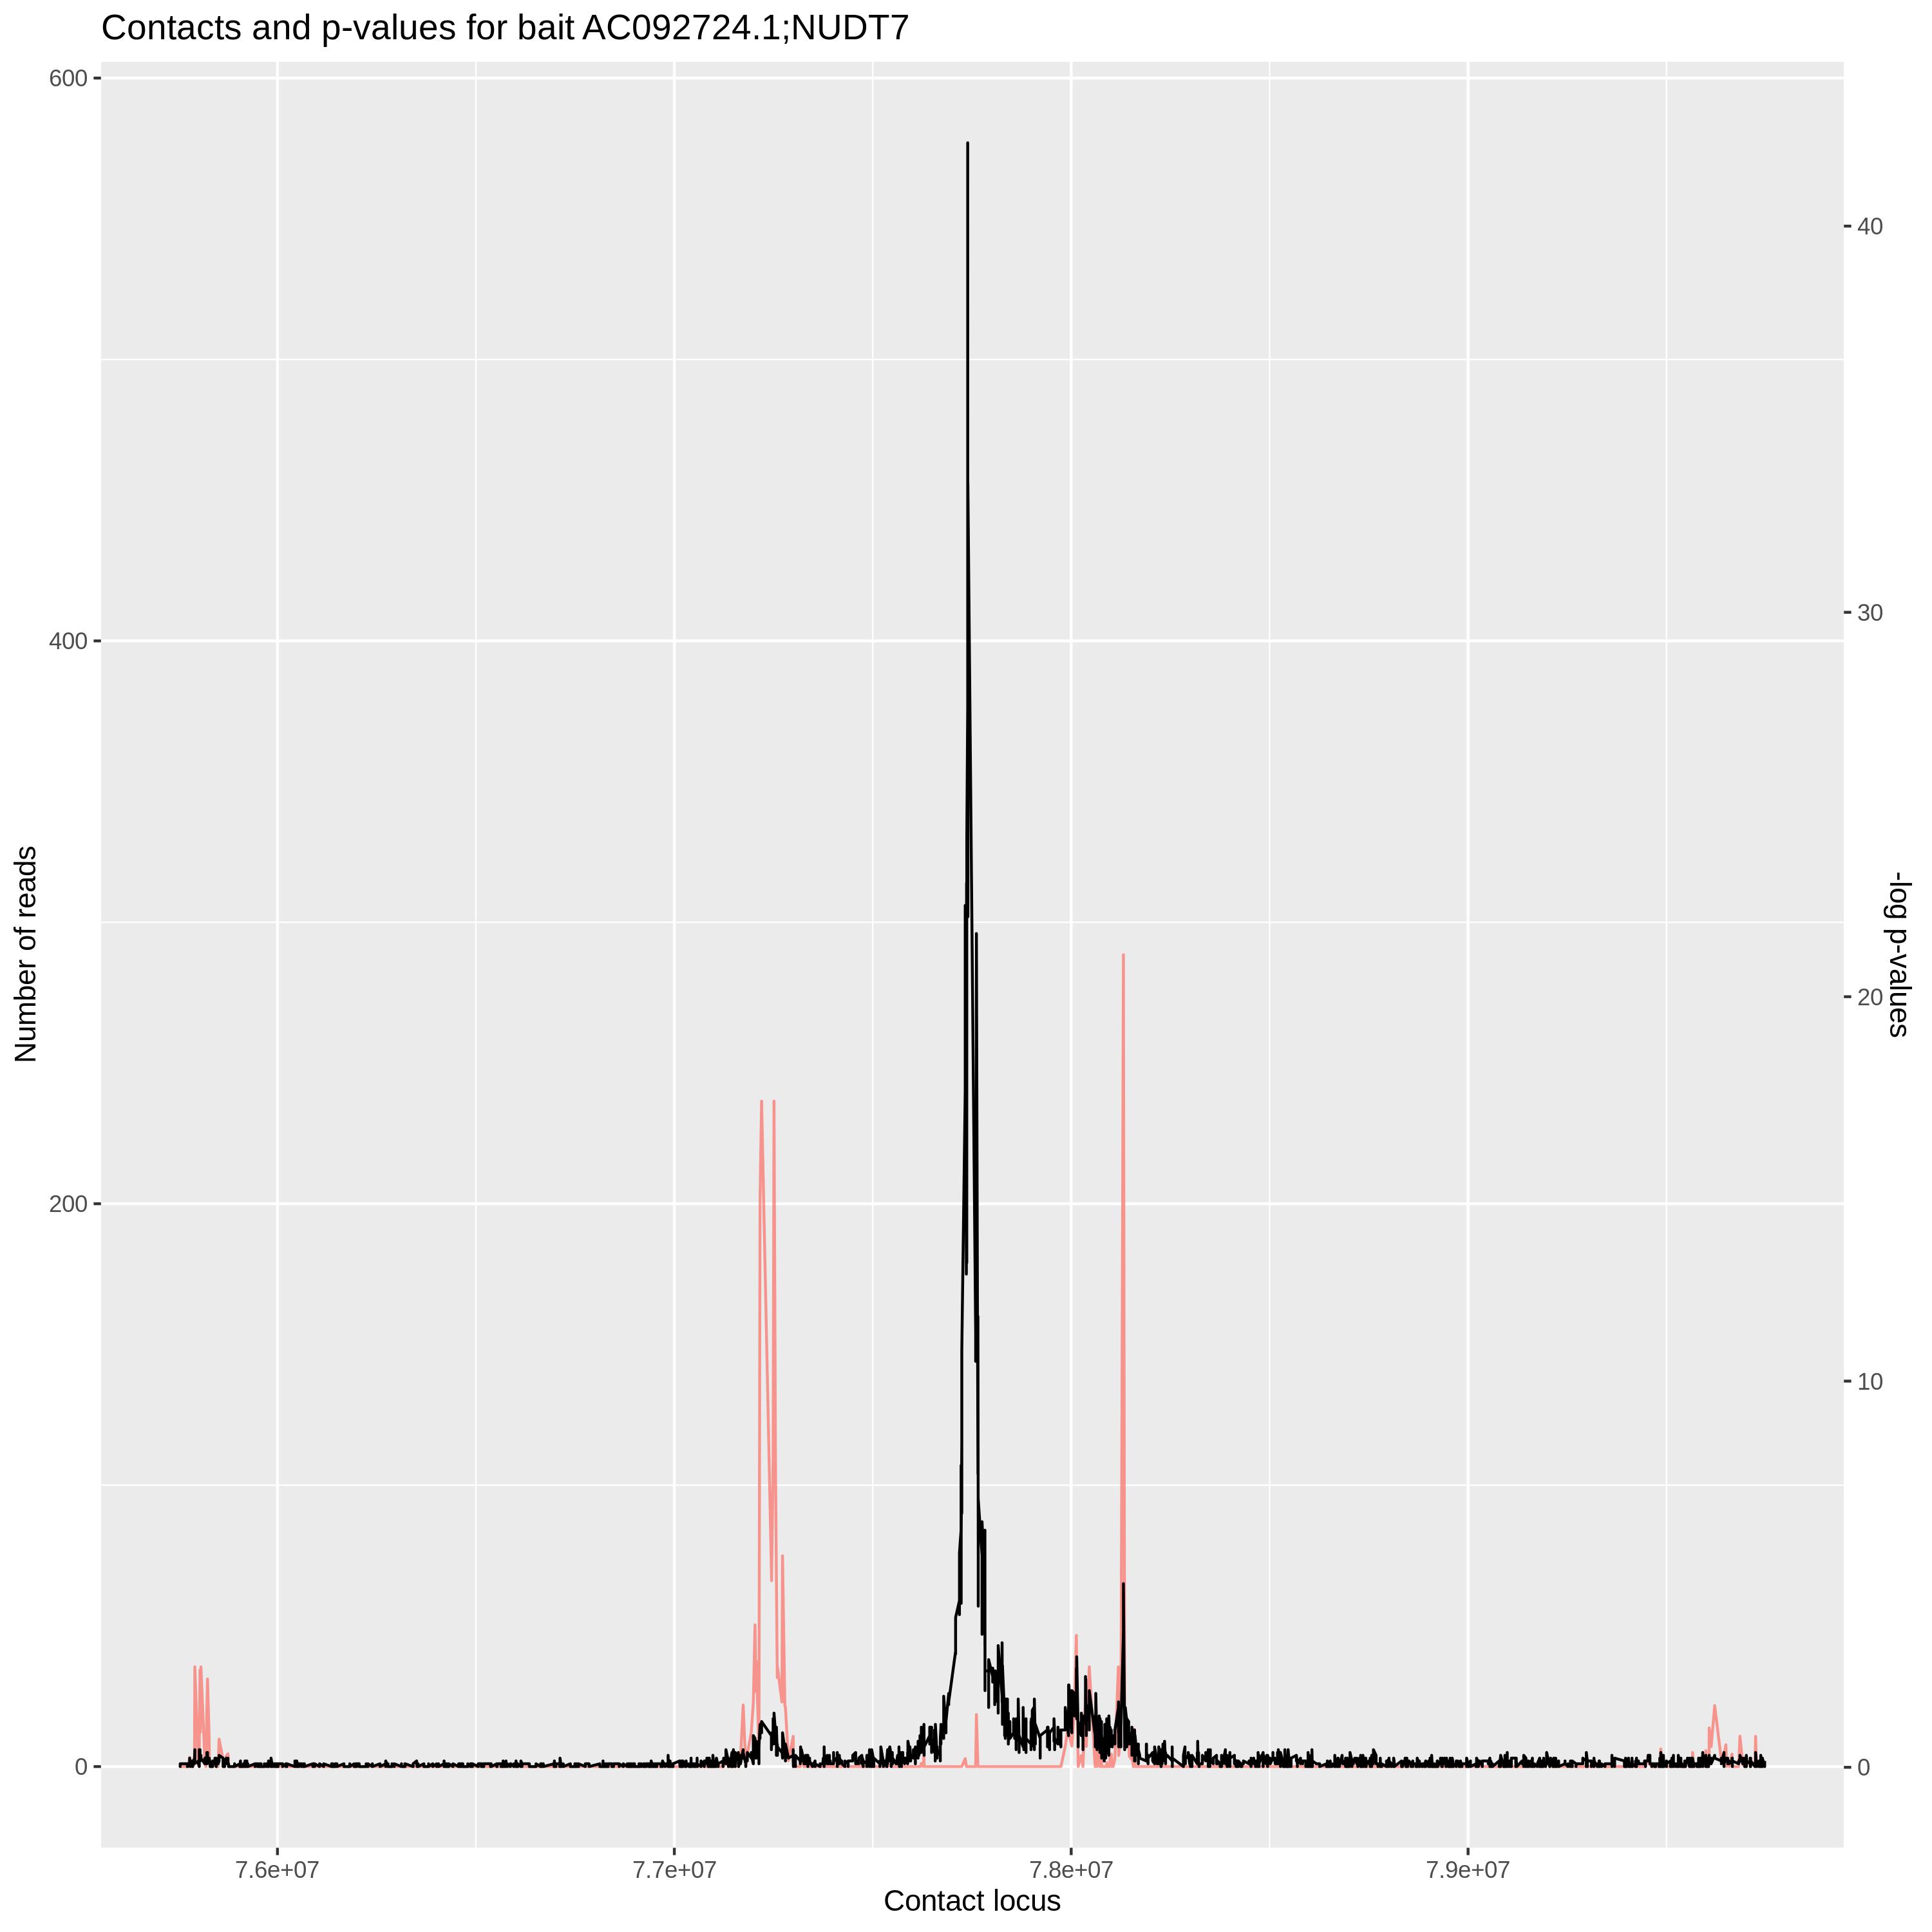 Contacts and p-values for bait AC092724.1;NUDT7
600
400
200
0
Number of reads
40
30
20
10
0
-log p-values
7.6e+07
7.7e+07
7.8e+07
7.9e+07
Contact locus